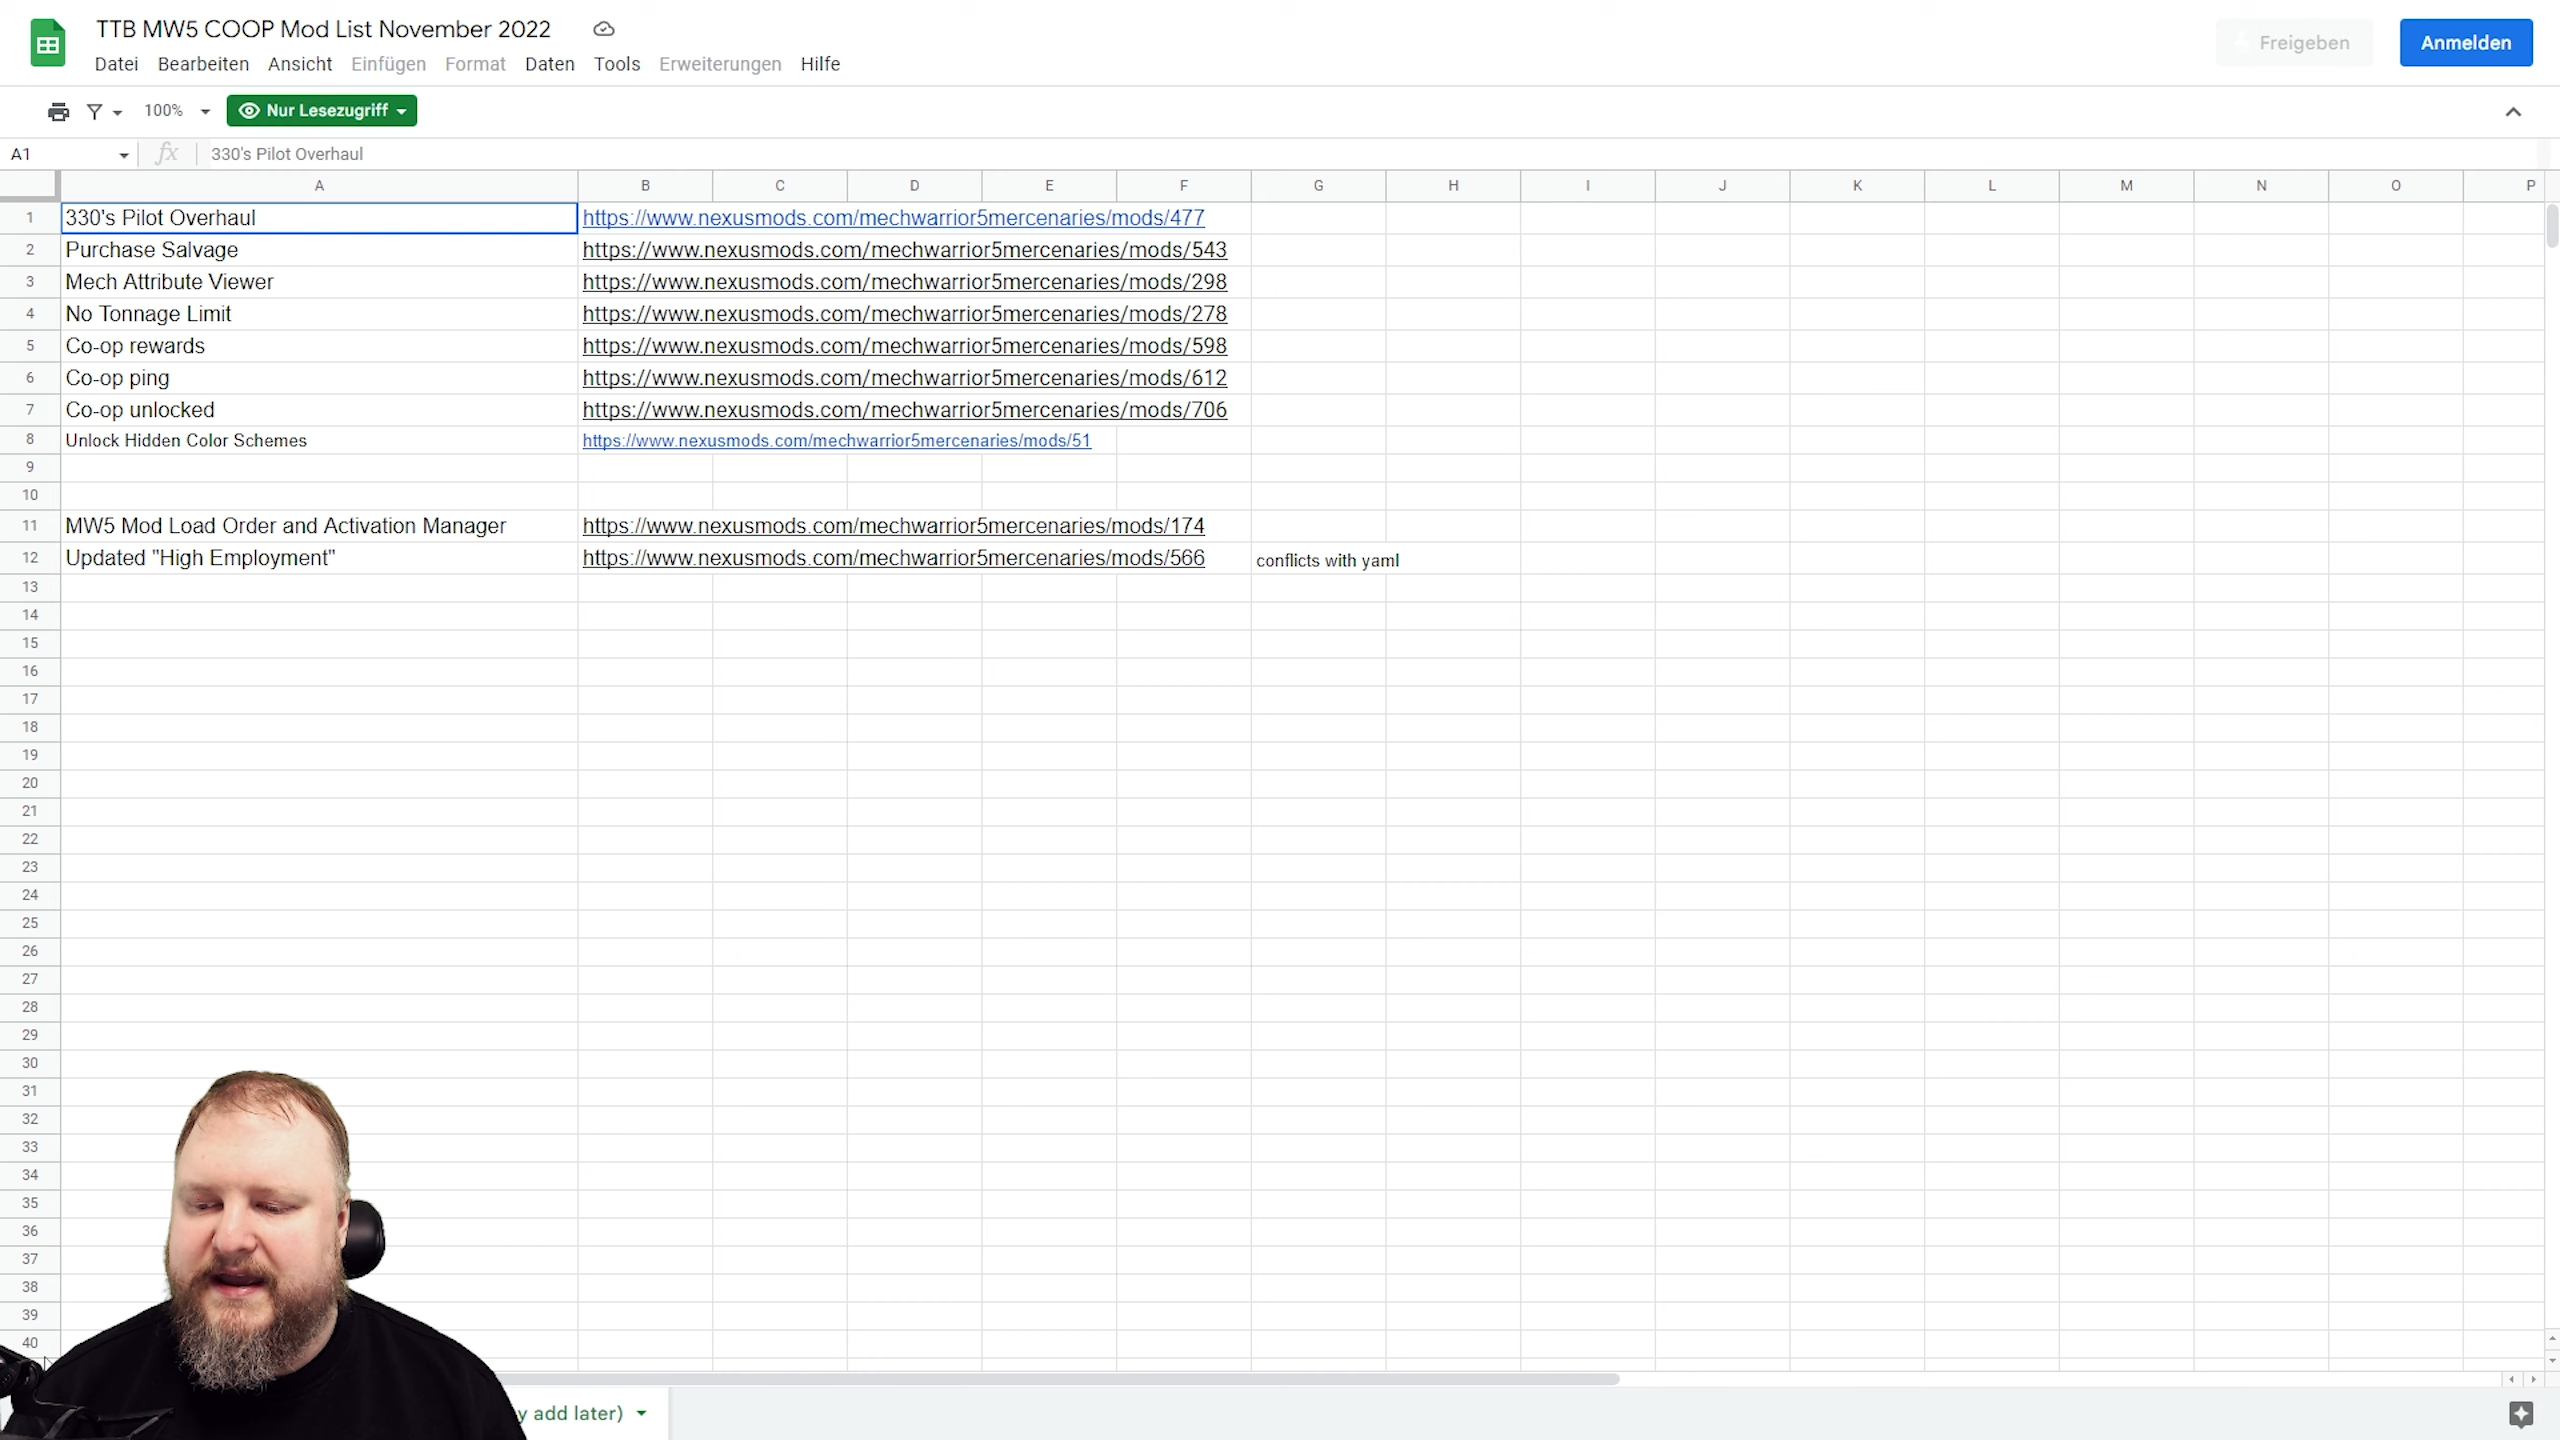 TTB MW5 COOP Mod List November 2022
Datei Bearbeiten Ansicht Einfügen Format Daten Tools Erweiterungen Hilfe
Freigeben
Anmelden
100%
Nur Lesezugriff
A1
fx
330's Pilot Overhaul
A B C D E F G H I J K L M N O P
1 330's Pilot Overhaul https://www.nexusmods.com/mechwarrior5mercenaries/mods/477
2 Purchase Salvage https://www.nexusmods.com/mechwarrior5mercenaries/mods/543
3 Mech Attribute Viewer https://www.nexusmods.com/mechwarrior5mercenaries/mods/298
4 No Tonnage Limit https://www.nexusmods.com/mechwarrior5mercenaries/mods/278
5 Co-op rewards https://www.nexusmods.com/mechwarrior5mercenaries/mods/598
6 Co-op ping https://www.nexusmods.com/mechwarrior5mercenaries/mods/612
7 Co-op unlocked https://www.nexusmods.com/mechwarrior5mercenaries/mods/706
8 Unlock Hidden Color Schemes https://www.nexusmods.com/mechwarrior5mercenaries/mods/51
9
10
11 MW5 Mod Load Order and Activation Manager https://www.nexusmods.com/mechwarrior5mercenaries/mods/174
12 Updated "High Employment" https://www.nexusmods.com/mechwarrior5mercenaries/mods/566 conflicts with yaml
13
14
15
16
17
18
19
20
21
22
23
24
25
26
27
28
29
30
31
32
33
34
35
36
37
38
39
40
y add later)